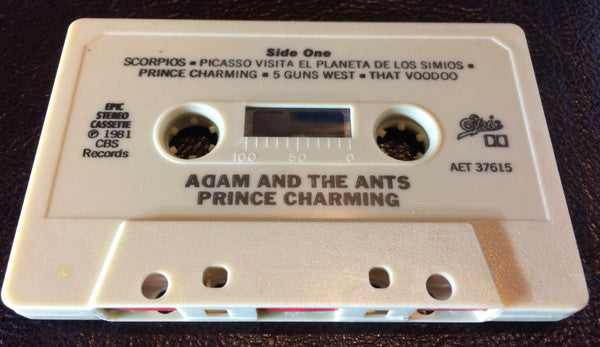 Side One
SCORPIOS ▪ PICASSO VISITA EL PLANETA DE LOS SIMIOS ▪
PRINCE CHARMING ▪ 5 GUNS WEST ▪ THAT VOODOO
EPIC
STEREO
CASSETTE
℗ 1981
CBS
Records
100 50 0
Epic
AET 37615
ADAM AND THE ANTS
PRINCE CHARMING